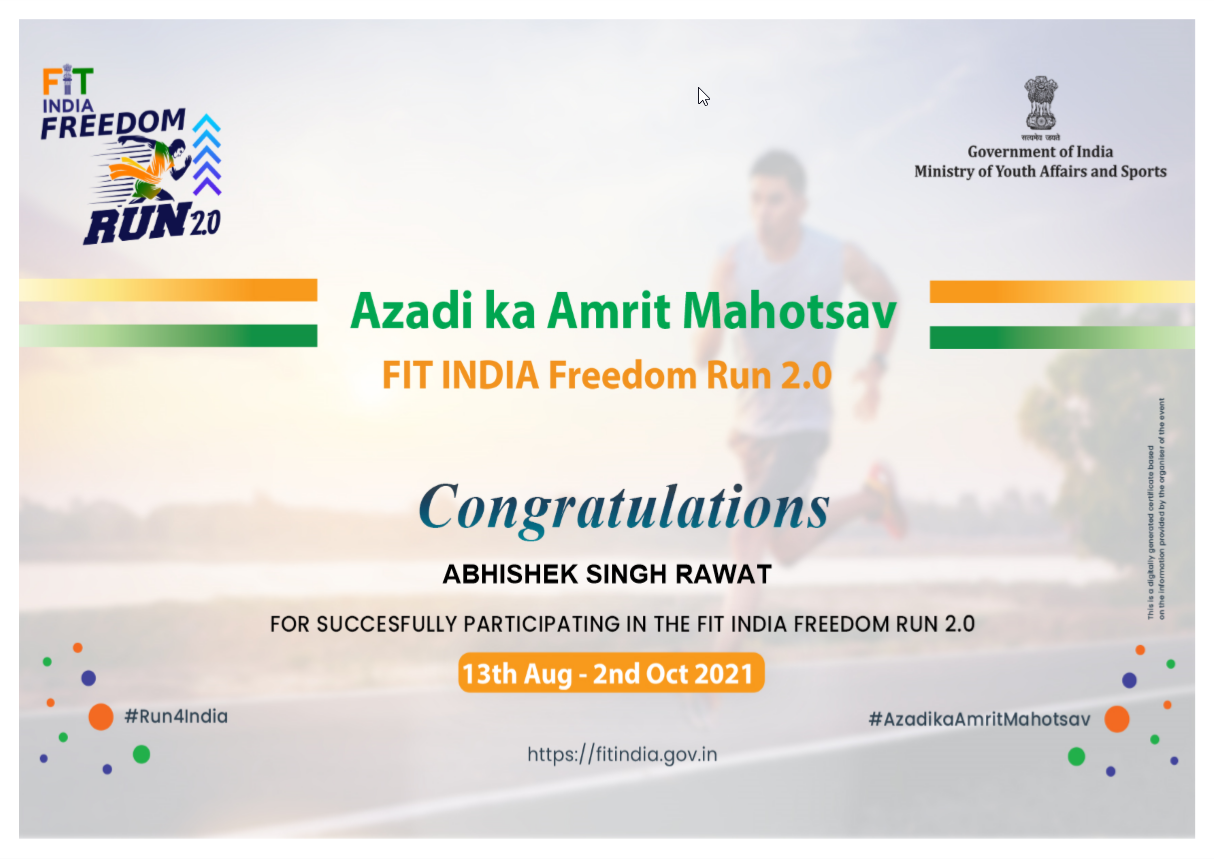 FIT
INDIA
FREEDOM
RUN 2.0
सत्यमेव जयते
Government of India
Ministry of Youth Affairs and Sports
Azadi ka Amrit Mahotsav
FIT INDIA Freedom Run 2.0
Congratulations
ABHISHEK SINGH RAWAT
FOR SUCCESFULLY PARTICIPATING IN THE FIT INDIA FREEDOM RUN 2.0
13th Aug - 2nd Oct 2021
#Run4India
#AzadikaAmritMahotsav
https://fitindia.gov.in
This is a digitally generated certificate based
on the information provided by the organiser of the event